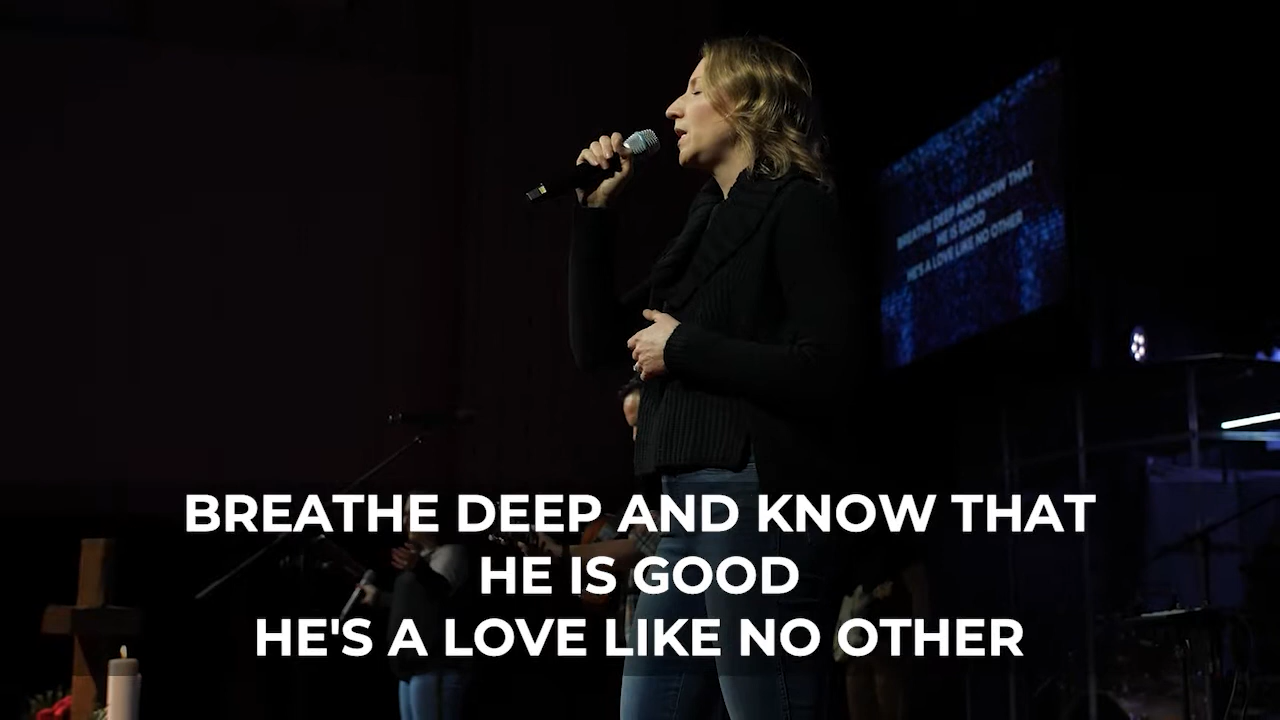 BREATHE DEEP AND KNOW THAT
HE IS GOOD
HE'S A LOVE LIKE NO OTHER
BREATHE DEEP AND KNOW THAT
HE IS GOOD
HE'S A LOVE LIKE NO OTHER